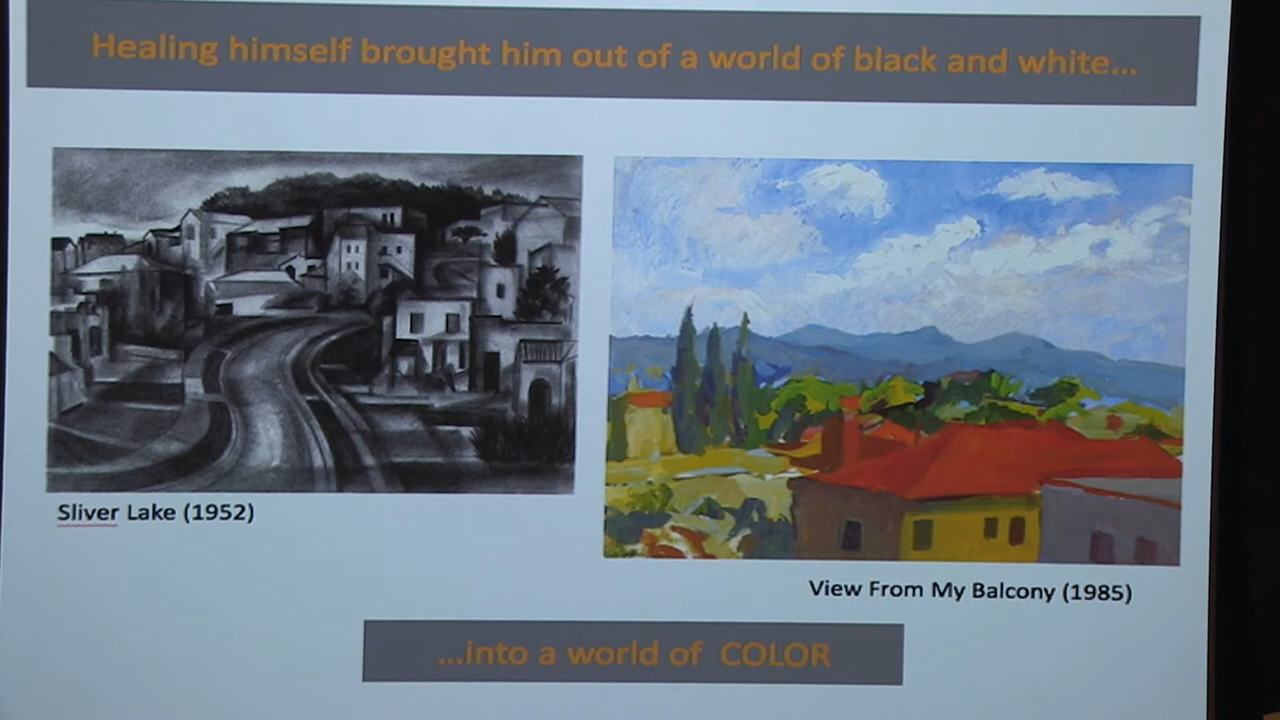 Healing himself brought him out of a world of black and white...
Sliver Lake (1952)
View From My Balcony (1985)
...into a world of COLOR